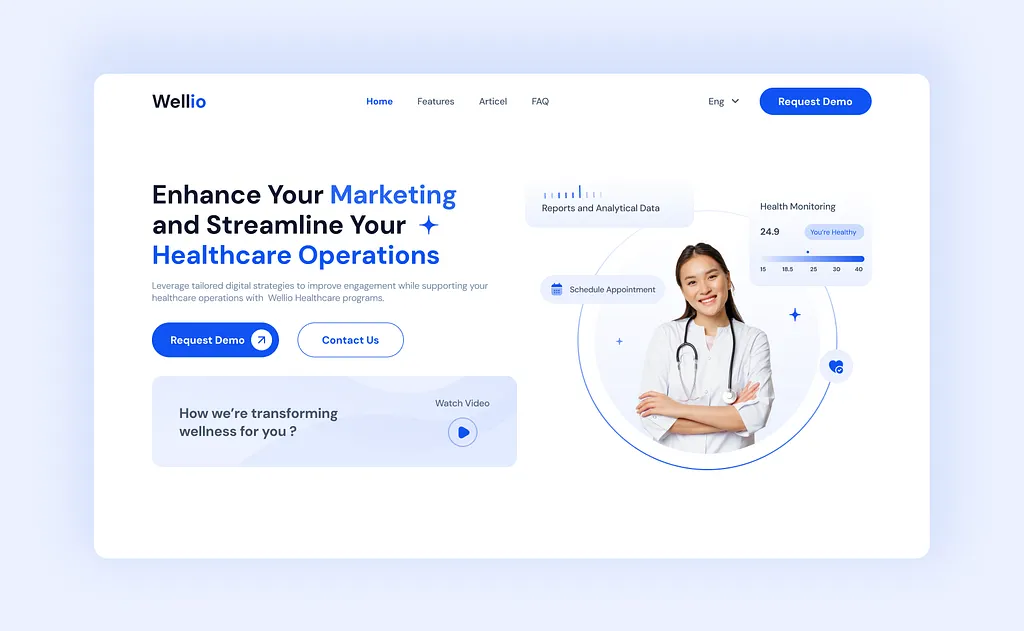 Wellio
Home
Features
Articel
FAQ
Eng
Request Demo
Enhance Your Marketing
and Streamline Your
Healthcare Operations
Leverage tailored digital strategies to improve engagement while supporting your
healthcare operations with Wellio Healthcare programs.
Request Demo
Contact Us
How we're transforming
wellness for you ?
Watch Video
Reports and Analytical Data
Schedule Appointment
Health Monitoring
24.9
You're Healthy
15 18.5 25 30 40